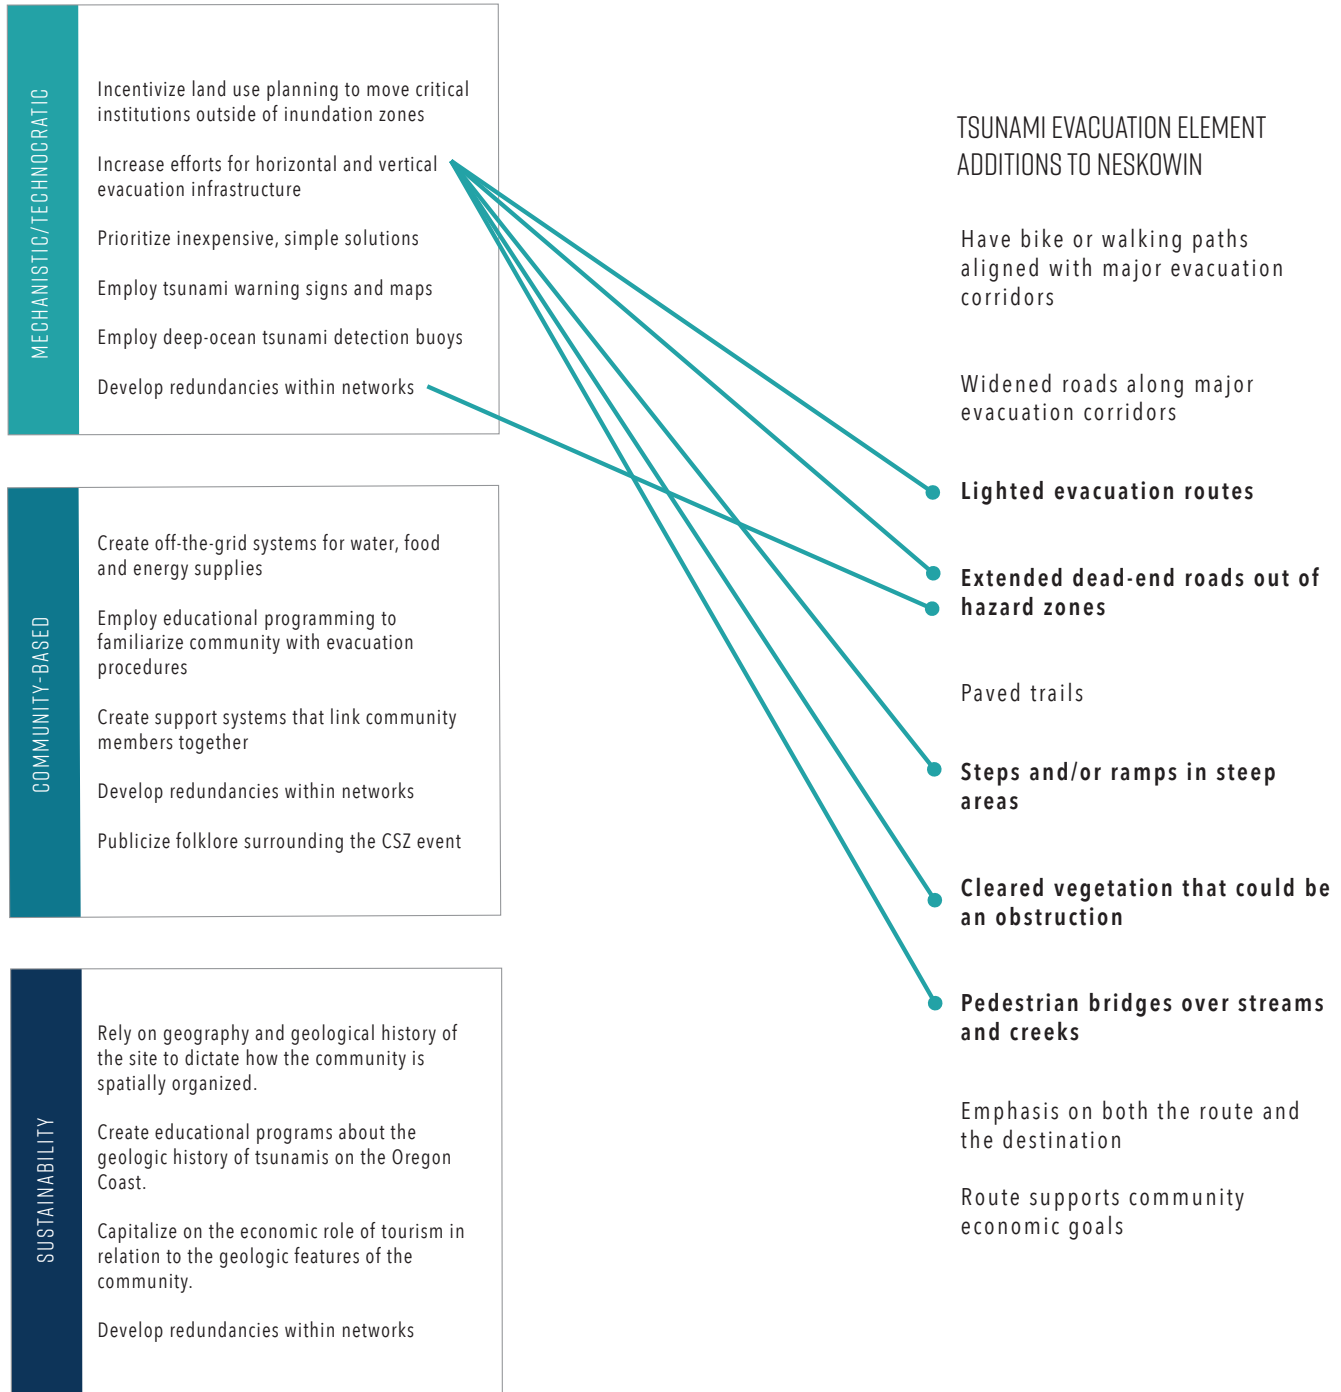 MECHANISTIC/TECHNOCRATIC
Incentivize land use planning to move critical
institutions outside of inundation zones
Increase efforts for horizontal and vertical
evacuation infrastructure
Prioritize inexpensive, simple solutions
Employ tsunami warning signs and maps
Employ deep-ocean tsunami detection buoys
Develop redundancies within networks
COMMUNITY-BASED
Create off-the-grid systems for water, food
and energy supplies
Employ educational programming to
familiarize community with evacuation
procedures
Create support systems that link community
members together
Develop redundancies within networks
Publicize folklore surrounding the CSZ event
SUSTAINABILITY
Rely on geography and geological history of
the site to dictate how the community is
spatially organized.
Create educational programs about the
geologic history of tsunamis on the Oregon
Coast.
Capitalize on the economic role of tourism in
relation to the geologic features of the
community.
Develop redundancies within networks
TSUNAMI EVACUATION ELEMENT
ADDITIONS TO NESKOWIN
Have bike or walking paths
aligned with major evacuation
corridors
Widened roads along major
evacuation corridors
Lighted evacuation routes
Extended dead-end roads out of
hazard zones
Paved trails
Steps and/or ramps in steep
areas
Cleared vegetation that could be
an obstruction
Pedestrian bridges over streams
and creeks
Emphasis on both the route and
the destination
Route supports community
economic goals